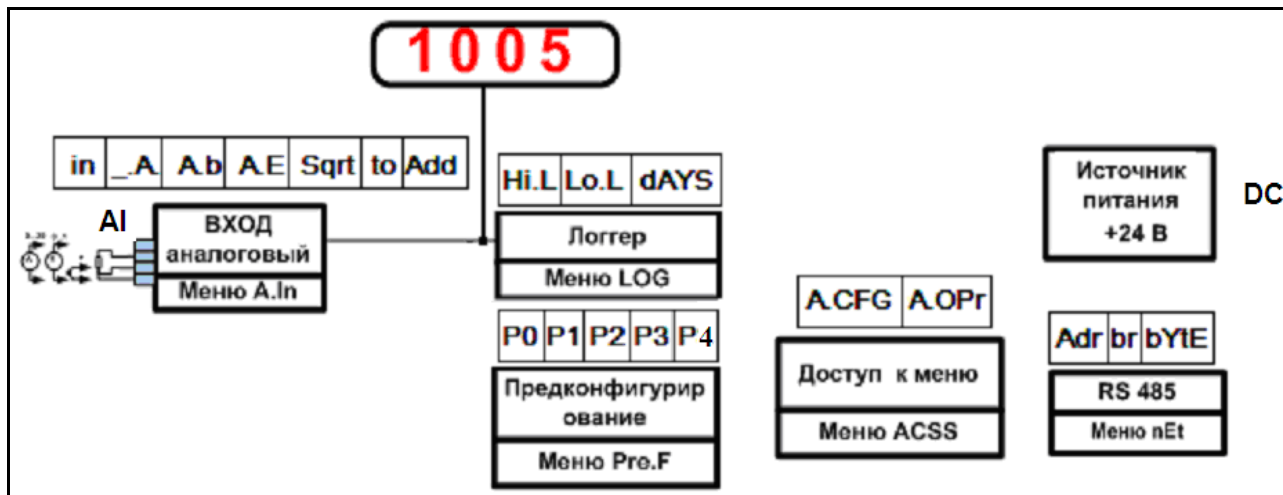 1005
in _.A. A.b A.E Sqrt to Add
AI
ВХОД
аналоговый
Меню A.In
Hi.L Lo.L dAYS
Логгер
Меню LOG
P0 P1 P2 P3 P4
Предконфигурир
ование
Меню Pre.F
A.CFG A.OPr
Доступ к меню
Меню ACSS
Источник
питания
+24 В
DC
Adr br bYtE
RS 485
Меню nEt